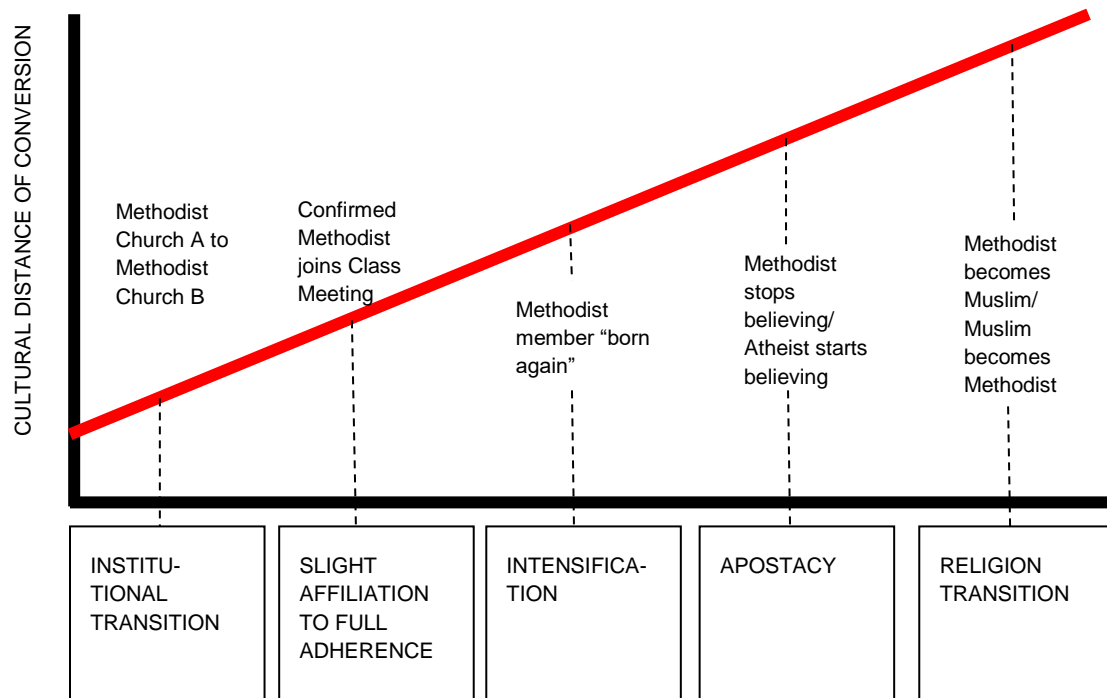 CULTURAL DISTANCE OF CONVERSION
Methodist
Church A to
Methodist
Church B
Confirmed
Methodist
joins Class
Meeting
Methodist
member “born
again”
Methodist
stops
believing/
Atheist starts
believing
Methodist
becomes
Muslim/
Muslim
becomes
Methodist
INSTITU-
TIONAL
TRANSITION
SLIGHT
AFFILIATION
TO FULL
ADHERENCE
INTENSIFICA-
TION
APOSTACY
RELIGION
TRANSITION